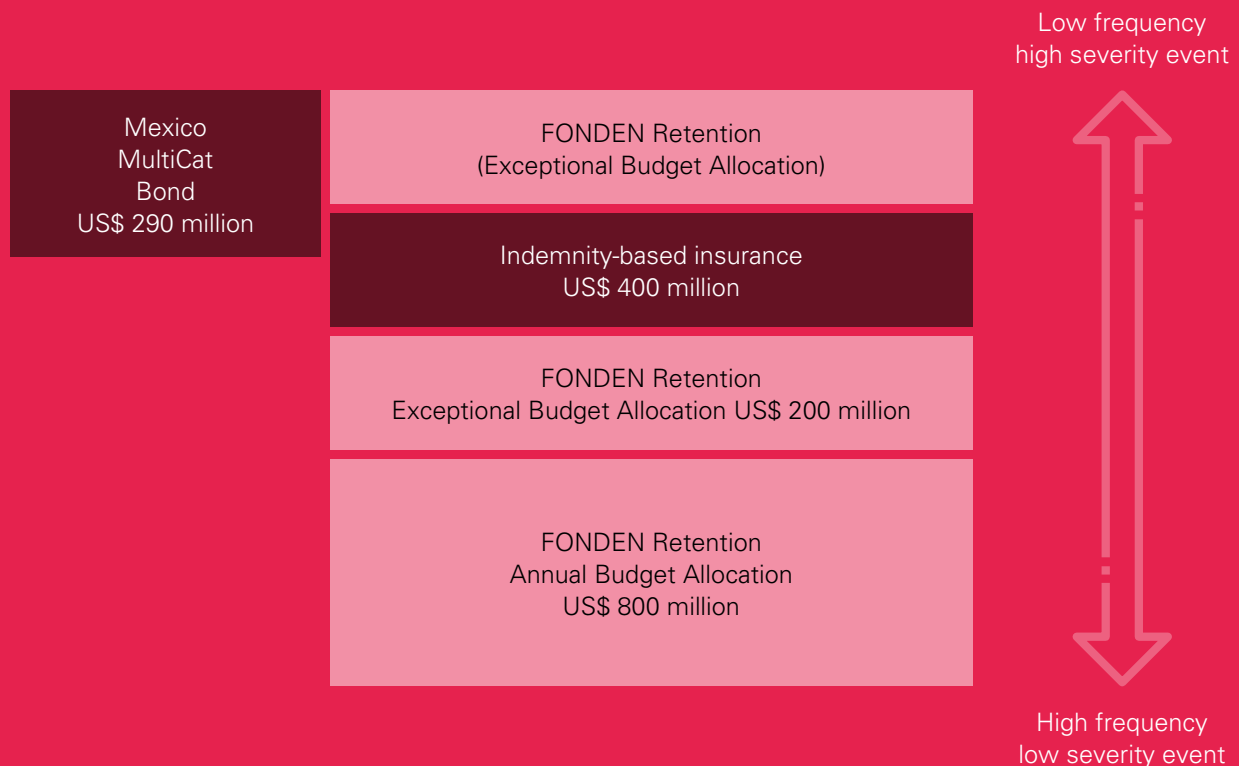 Low frequency
high severity event
Mexico
MultiCat
Bond
US$ 290 million
FONDEN Retention
(Exceptional Budget Allocation)
Indemnity-based insurance
US$ 400 million
FONDEN Retention
Exceptional Budget Allocation US$ 200 million
FONDEN Retention
Annual Budget Allocation
US$ 800 million
High frequency
low severity event